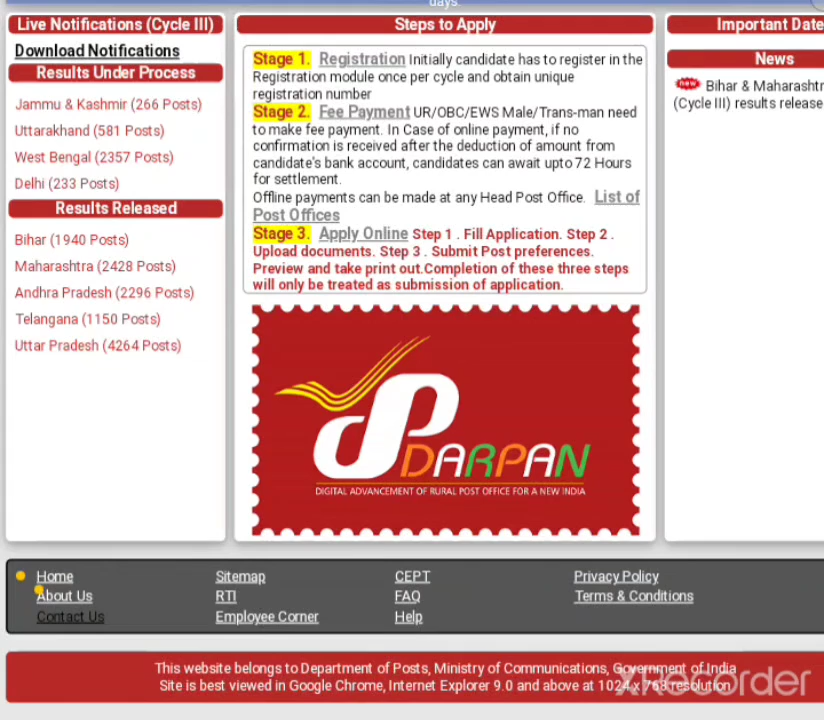 days.
Live Notifications (Cycle III)
Download Notifications
Results Under Process
Jammu & Kashmir (266 Posts)
Uttarakhand (581 Posts)
West Bengal (2357 Posts)
Delhi (233 Posts)
Results Released
Bihar (1940 Posts)
Maharashtra (2428 Posts)
Andhra Pradesh (2296 Posts)
Telangana (1150 Posts)
Uttar Pradesh (4264 Posts)
Steps to Apply
Stage 1. Registration Initially candidate has to register in the
Registration module once per cycle and obtain unique
registration number
Stage 2. Fee Payment UR/OBC/EWS Male/Trans-man need
to make fee payment. In Case of online payment, if no
confirmation is received after the deduction of amount from
candidate's bank account, candidates can await upto 72 Hours
for settlement.
Offline payments can be made at any Head Post Office. List of
Post Offices
Stage 3. Apply Online Step 1 . Fill Application. Step 2 .
Upload documents. Step 3 . Submit Post preferences.
Preview and take print out.Completion of these three steps
will only be treated as submission of application.
DARPAN
DIGITAL ADVANCEMENT OF RURAL POST OFFICE FOR A NEW INDIA
Important Date
News
new Bihar & Maharashtr
(Cycle III) results release
Home Sitemap CEPT Privacy Policy
About Us RTI FAQ Terms & Conditions
Contact Us Employee Corner Help
This website belongs to Department of Posts, Ministry of Communications, Government of India
Site is best viewed in Google Chrome, Internet Explorer 9.0 and above at 1024 x 768 resolution
XRecorder